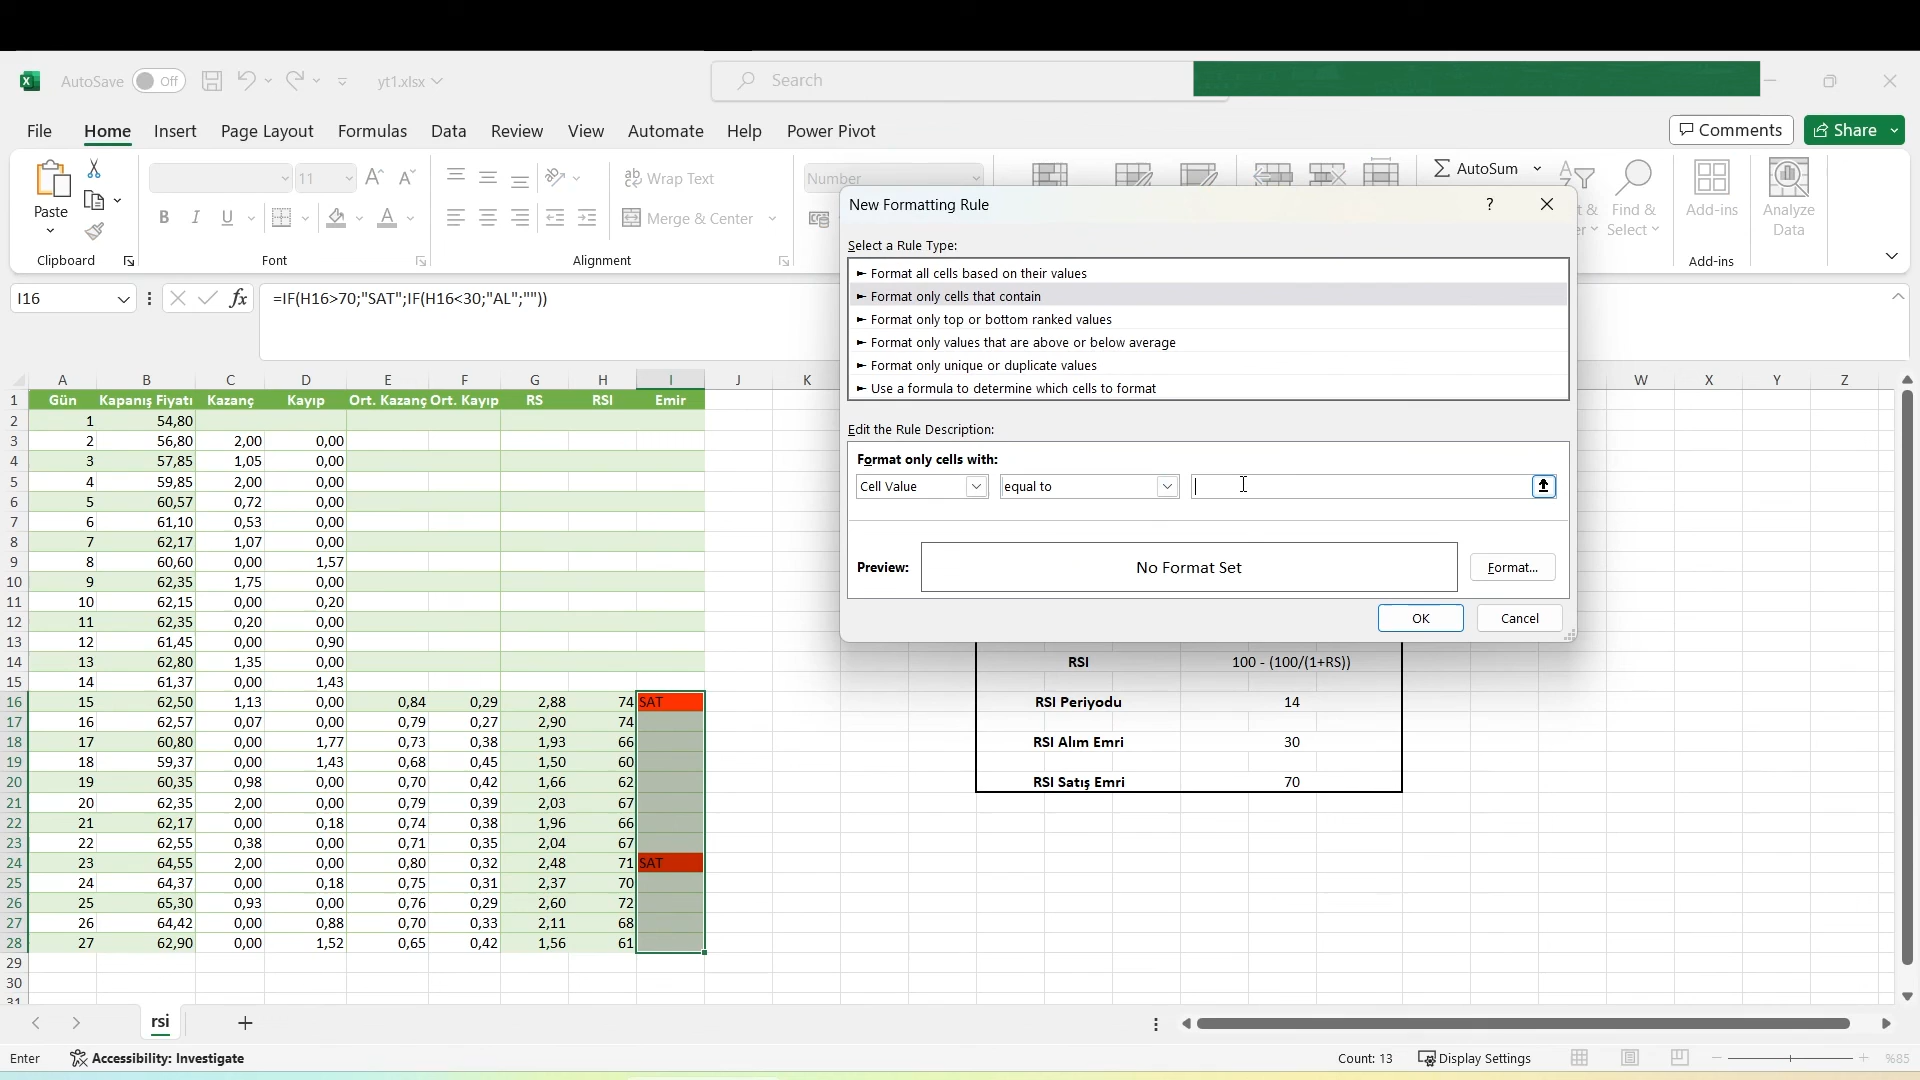 AutoSave Off yt1.xlsx Search
File Home Insert Page Layout Formulas Data Review View Automate Help Power Pivot Comments Share
Paste 11 Wrap Text Number AutoSum
B I U A Merge & Center Find & Select Add-ins Analyze Data
Clipboard Font Alignment Add-ins
I16 fx =IF(H16>70;"SAT";IF(H16<30;"AL";""))
New Formatting Rule ?
Select a Rule Type:
► Format all cells based on their values
► Format only cells that contain
► Format only top or bottom ranked values
► Format only values that are above or below average
► Format only unique or duplicate values
► Use a formula to determine which cells to format
Edit the Rule Description:
Format only cells with:
Cell Value equal to
Preview: No Format Set Format...
OK Cancel
A B C D E F G H I J K W X Y Z
1 Gün Kapanış Fiyatı Kazanç Kayıp Ort. Kazanç Ort. Kayıp RS RSI Emir
2 1 54,80
3 2 56,80 2,00 0,00
4 3 57,85 1,05 0,00
5 4 59,85 2,00 0,00
6 5 60,57 0,72 0,00
7 6 61,10 0,53 0,00
8 7 62,17 1,07 0,00
9 8 60,60 0,00 1,57
10 9 62,35 1,75 0,00
11 10 62,15 0,00 0,20
12 11 62,35 0,20 0,00
13 12 61,45 0,00 0,90
14 13 62,80 1,35 0,00
15 14 61,37 0,00 1,43
16 15 62,50 1,13 0,00 0,84 0,29 2,88 74 SAT
17 16 62,57 0,07 0,00 0,79 0,27 2,90 74
18 17 60,80 0,00 1,77 0,73 0,38 1,93 66
19 18 59,37 0,00 1,43 0,68 0,45 1,50 60
20 19 60,35 0,98 0,00 0,70 0,42 1,66 62
21 20 62,35 2,00 0,00 0,79 0,39 2,03 67
22 21 62,17 0,00 0,18 0,74 0,38 1,96 66
23 22 62,55 0,38 0,00 0,71 0,35 2,04 67
24 23 64,55 2,00 0,00 0,80 0,32 2,48 71 SAT
25 24 64,37 0,00 0,18 0,75 0,31 2,37 70
26 25 65,30 0,93 0,00 0,76 0,29 2,60 72
27 26 64,42 0,00 0,88 0,70 0,33 2,11 68
28 27 62,90 0,00 1,52 0,65 0,42 1,56 61
29
30
31
RSI 100 - (100/(1+RS))
RSI Periyodu 14
RSI Alım Emri 30
RSI Satış Emri 70
rsi
Enter Accessibility: Investigate Count: 13 Display Settings %85